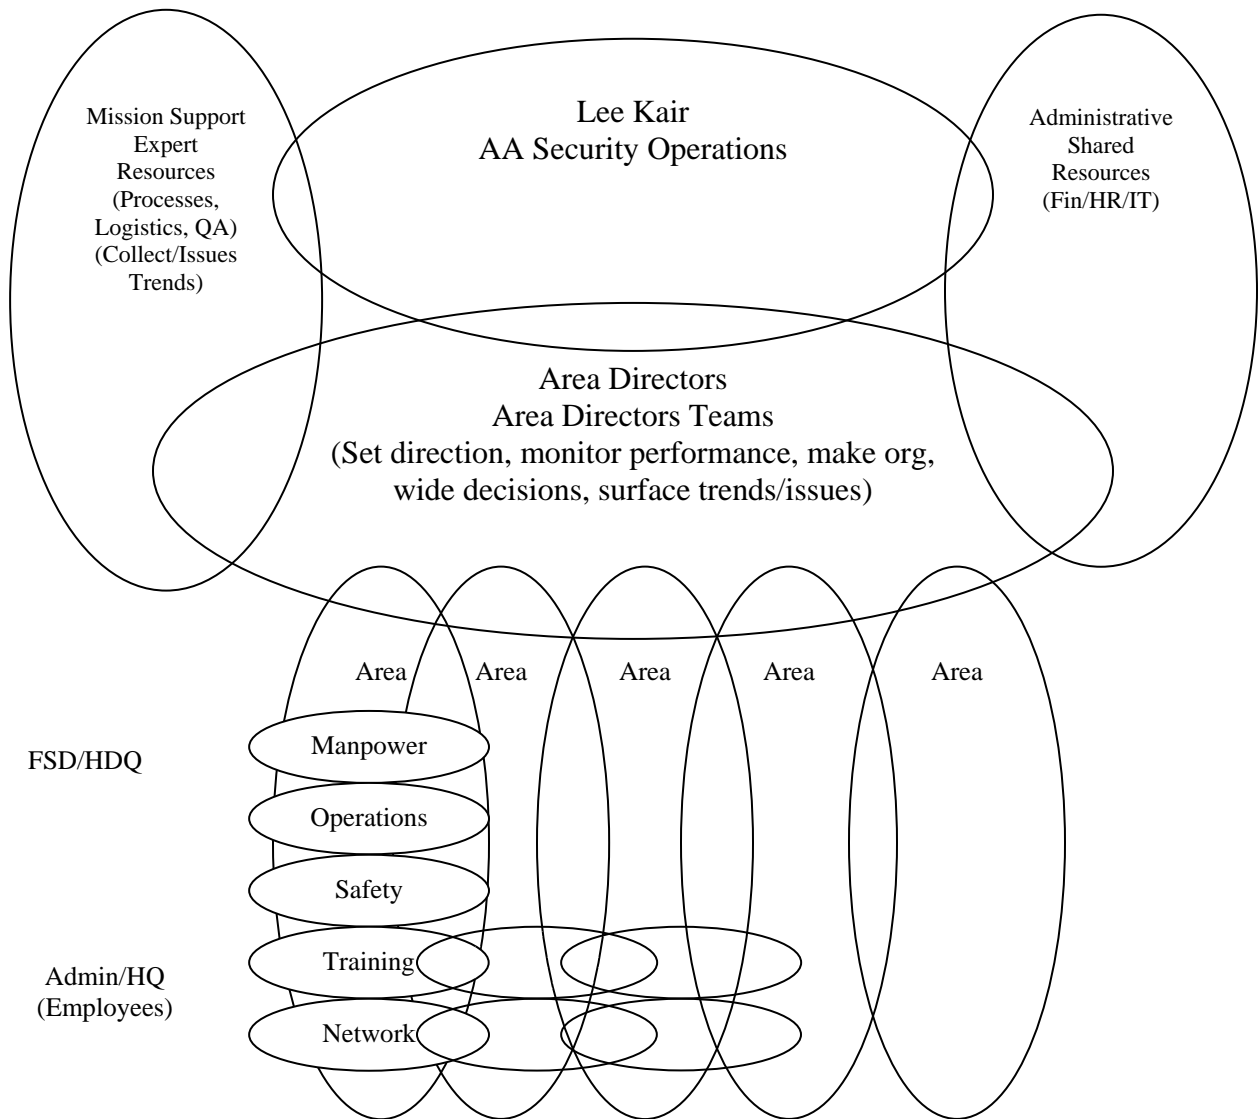 Mission Support
Expert
Resources
(Processes,
Logistics, QA)
(Collect/Issues
Trends)
Lee Kair
AA Security Operations
Administrative
Shared
Resources
(Fin/HR/IT)
Area Directors
Area Directors Teams
(Set direction, monitor performance, make org,
wide decisions, surface trends/issues)
Area Area Area Area Area
FSD/HDQ
Manpower
Operations
Safety
Admin/HQ
(Employees)
Training
Network